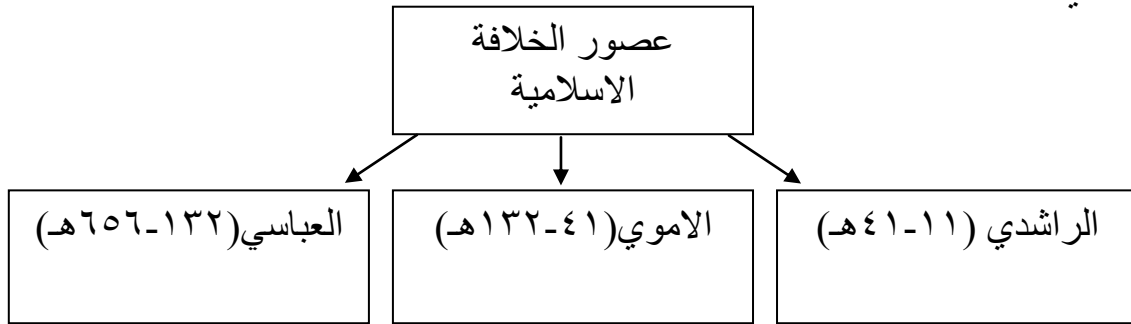 عصور الخلافة
الاسلامية
الراشدي (١١-٤١هـ)
الاموي(٤١-١٣٢هـ)
العباسي(١٣٢-٦٥٦هـ)